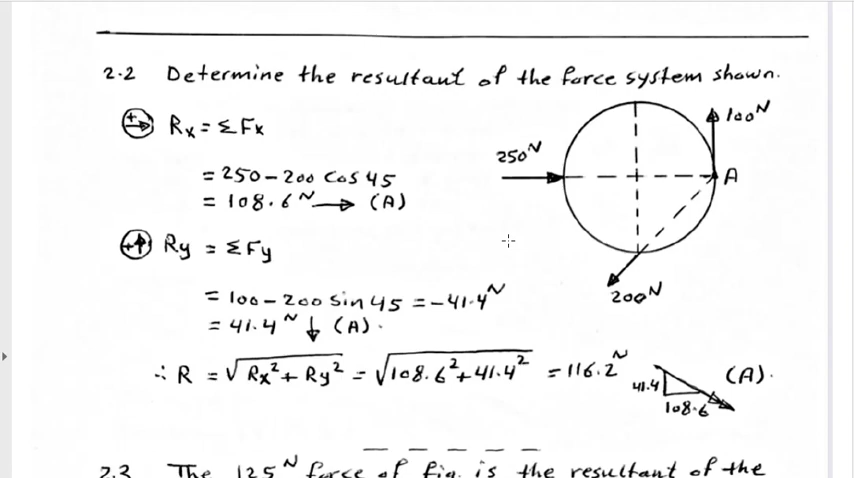 2.2 Determine the resultant of the force system shown.
Rx = ΣFx
= 250 - 200 cos 45
= 108.6 N → (A)
Ry = ΣFy
= 100 - 200 sin 45 = -41.4 N
= 41.4 N ↓ (A).
∴ R = √Rx² + Ry² = √108.6² + 41.4² = 116.2 N
41.4
108.6
(A).
250 N
100 N
A
200 N
2.3 The 125 N force of fig. is the resultant of the